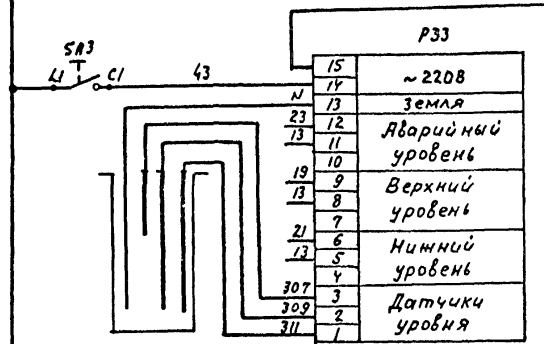 РЗЗ
SA3
L1 C1 43
15
14
~220В
N 13 Земля
23 12
13 11
10
Аварийный
уровень
19 9
13 8
7
Верхний
уровень
21 6
13 5
4
Нижний
уровень
307 3
309 2
311 1
Датчики
уровня